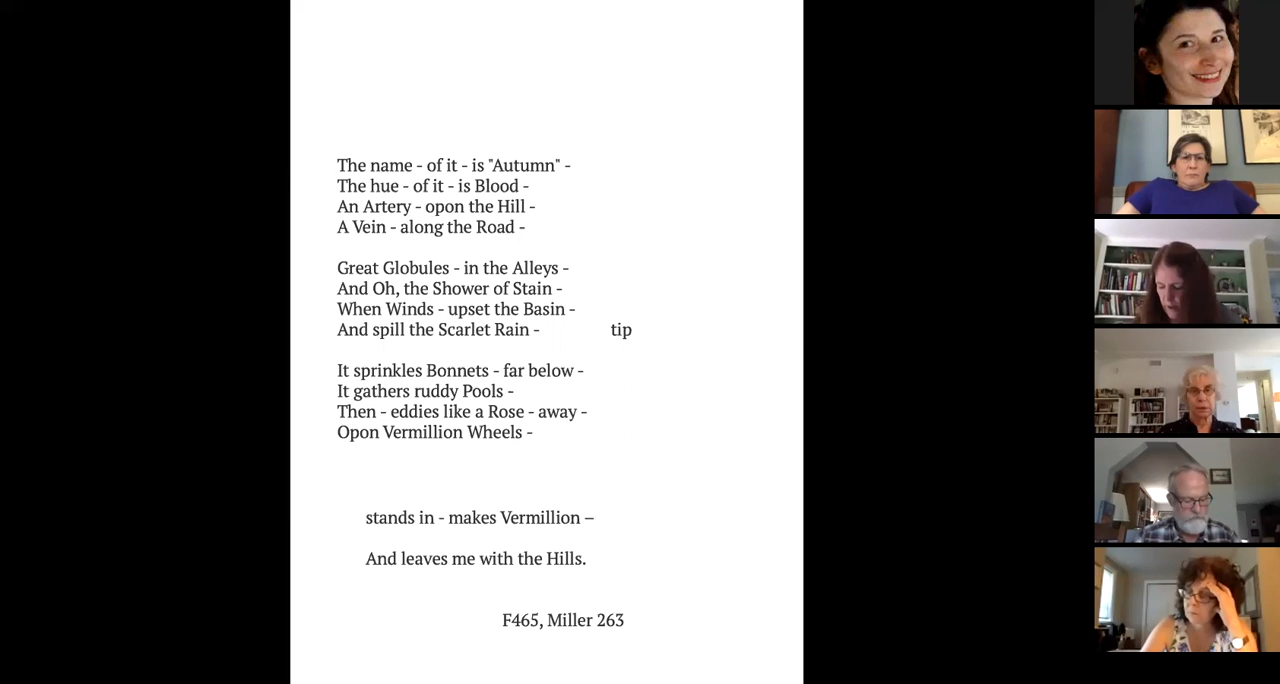 The name - of it - is "Autumn" -
The hue - of it - is Blood -
An Artery - opon the Hill -
A Vein - along the Road -
Great Globules - in the Alleys -
And Oh, the Shower of Stain -
When Winds - upset the Basin -
And spill the Scarlet Rain - tip
It sprinkles Bonnets - far below -
It gathers ruddy Pools -
Then - eddies like a Rose - away -
Opon Vermillion Wheels -
stands in - makes Vermillion –
And leaves me with the Hills.
F465, Miller 263